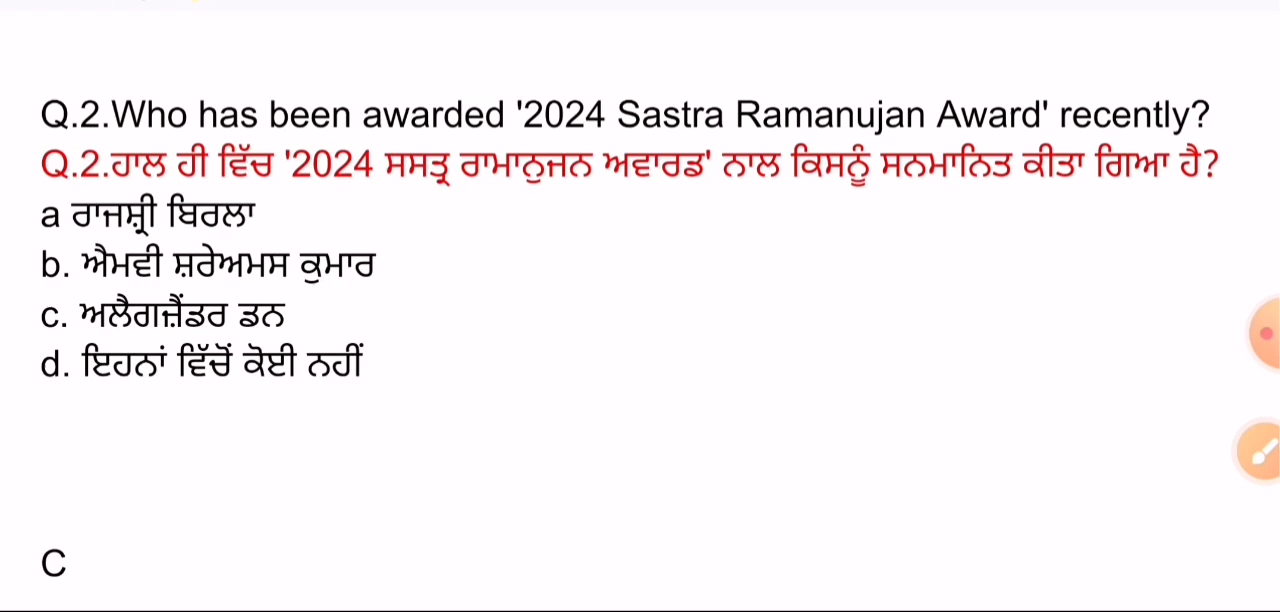 Q.2.Who has been awarded '2024 Sastra Ramanujan Award' recently?
Q.2.ਹਾਲ ਹੀ ਵਿੱਚ '2024 ਸਸਤ੍ਰ ਰਾਮਾਨੁਜਨ ਅਵਾਰਡ' ਨਾਲ ਕਿਸਨੂੰ ਸਨਮਾਨਿਤ ਕੀਤਾ ਗਿਆ ਹੈ?
a ਰਾਜਸ਼੍ਰੀ ਬਿਰਲਾ
b. ਐਮਵੀ ਸ਼ਰੇਅਮਸ ਕੁਮਾਰ
c. ਅਲੈਗਜ਼ੈਂਡਰ ਡਨ
d. ਇਹਨਾਂ ਵਿੱਚੋਂ ਕੋਈ ਨਹੀਂ
C